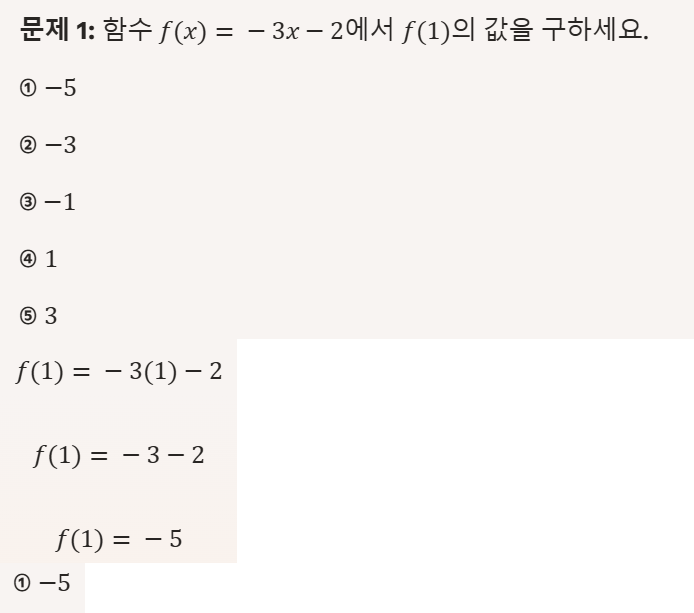 문제 1: 함수 f(x) = − 3x − 2에서 f(1)의 값을 구하세요.
① −5
② −3
③ −1
④ 1
⑤ 3
f(1) = − 3(1) − 2
f(1) = − 3 − 2
f(1) = − 5
① −5